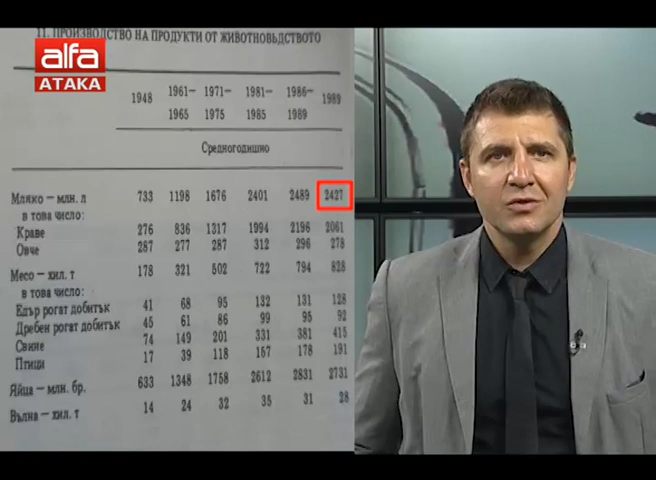 11. ПРОИЗВОДСТВО НА ПРОДУКТИ ОТ ЖИВОТНОВЪДСТВОТО
alfa
АТАКА
1948 1961— 1965 1971— 1975 1981— 1985 1986— 1989 1989
Средногодишно
Мляко — млн. л 733 1198 1676 2401 2489 2427
в това число:
Краве 276 836 1317 1994 2196 2061
Овче 287 277 287 312 296 278
Месо — хил. т 178 321 502 722 794 828
в това число:
Едър рогат добитък 41 68 95 132 131 128
Дребен рогат добитък 45 61 86 99 95 92
Свине 74 149 201 331 381 415
Птици 17 39 118 157 178 191
Яйца — млн. бр. 633 1348 1758 2612 2831 2731
Вълна — хил. т 14 24 32 35 31 28